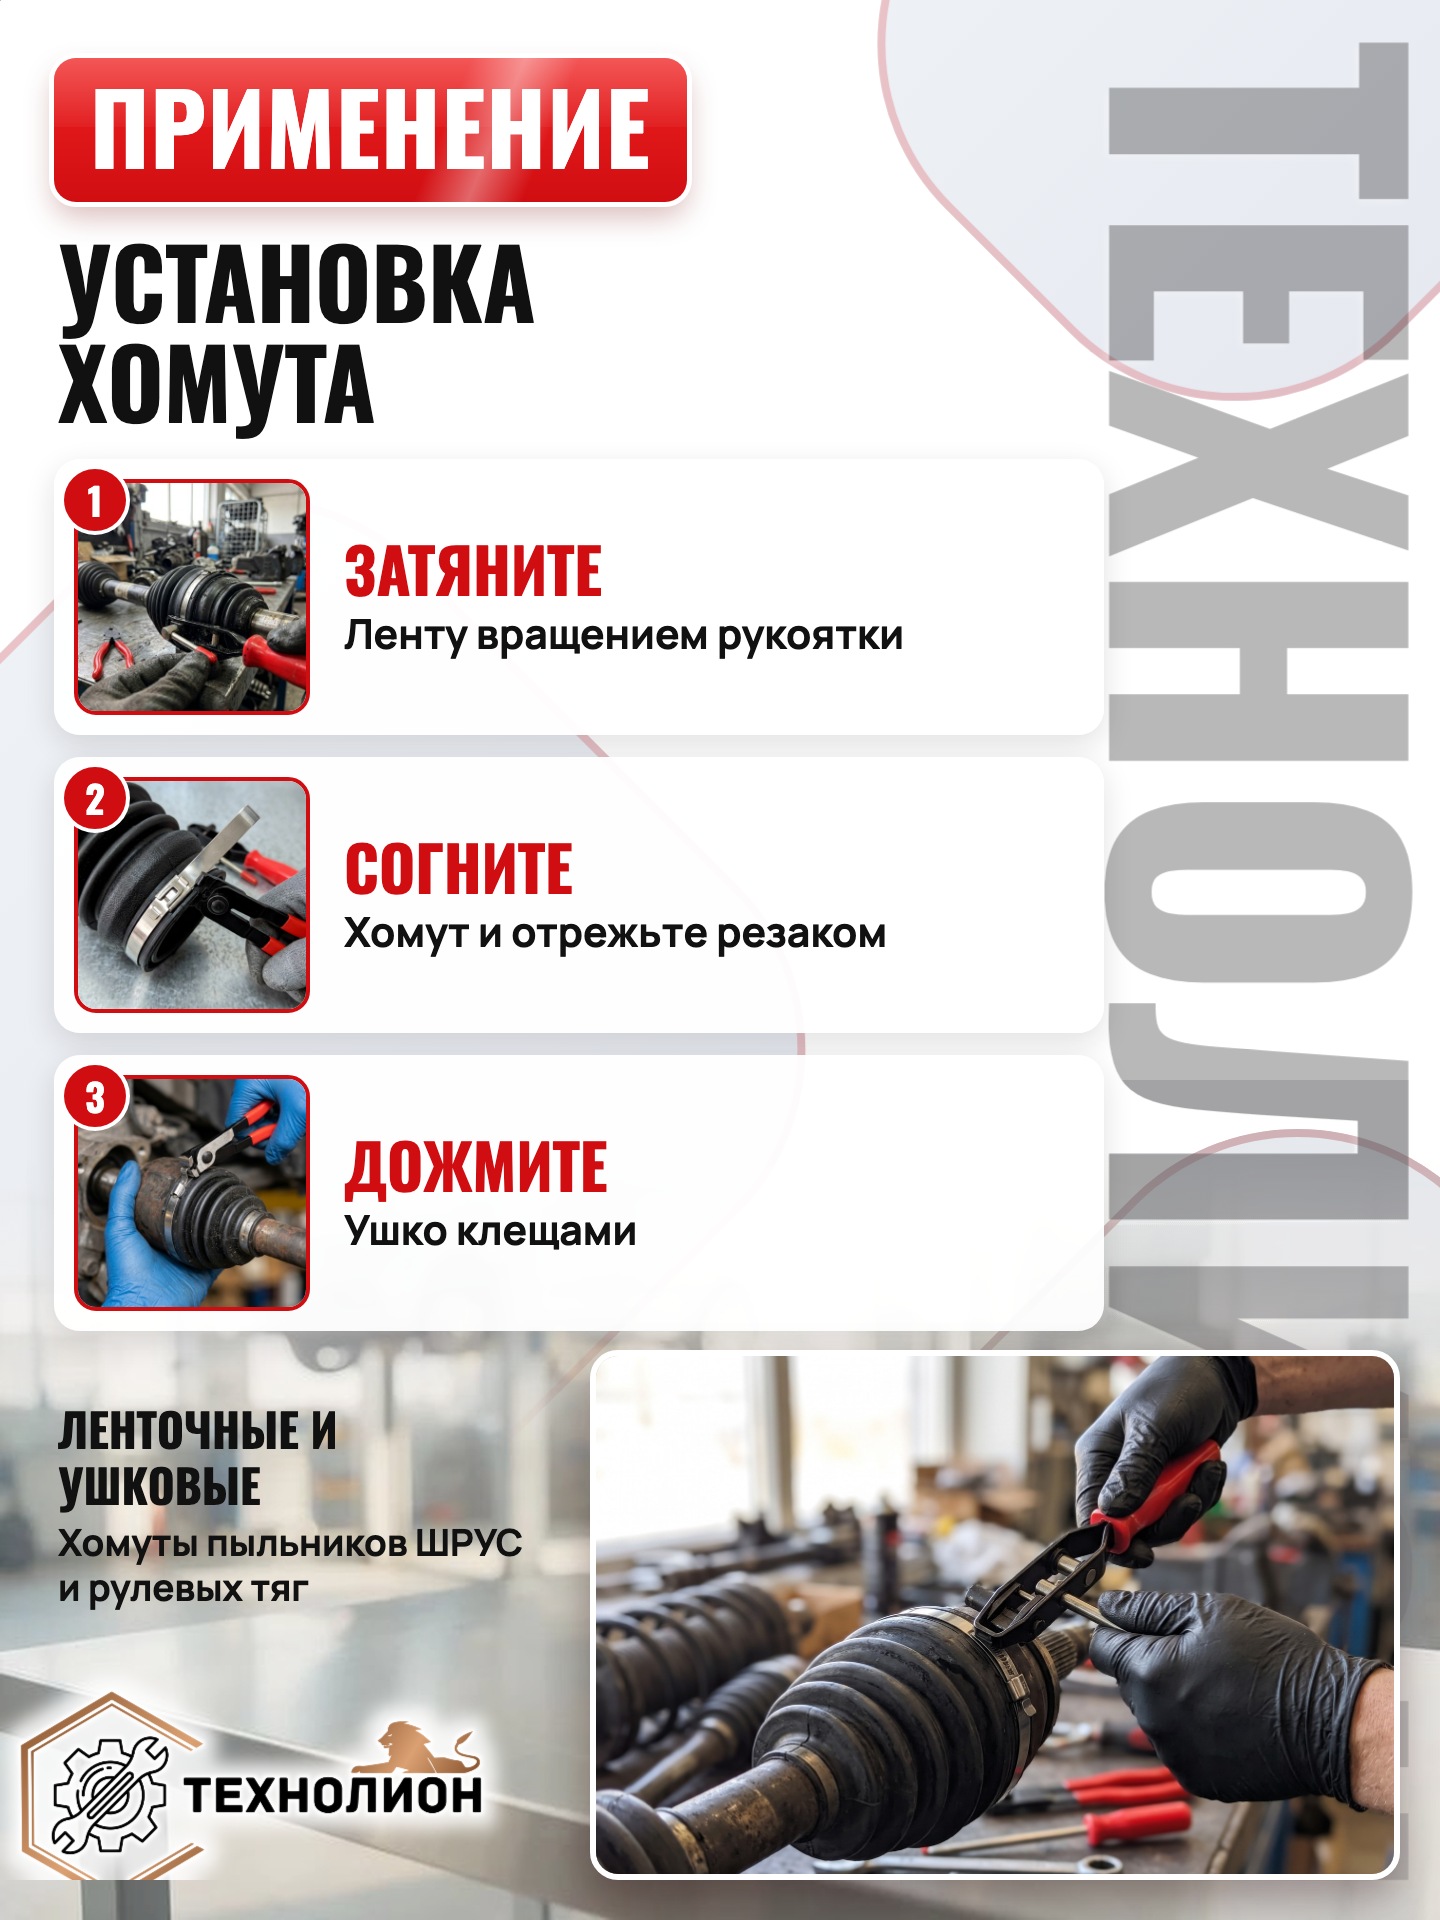 ПРИМЕНЕНИЕ
УСТАНОВКА
ХОМУТА
1
ЗАТЯНИТЕ
Ленту вращением рукоятки
2
СОГНИТЕ
Хомут и отрежьте резаком
3
ДОЖМИТЕ
Ушко клещами
ЛЕНТОЧНЫЕ И
УШКОВЫЕ
Хомуты пыльников ШРУС
и рулевых тяг
ТЕХНОЛИОН
ТЕХНОЛИ